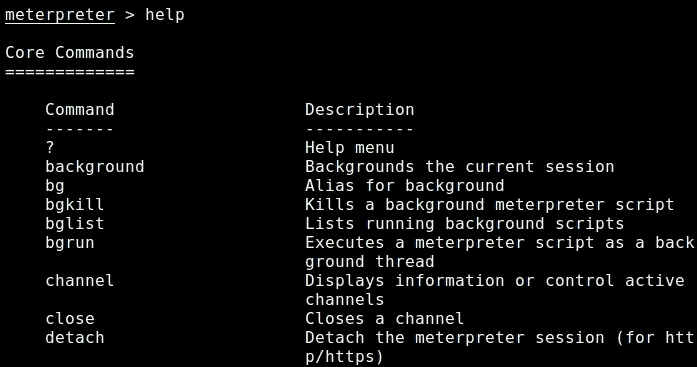 meterpreter > help
Core Commands
=============
Command Description
------- -----------
? Help menu
background Backgrounds the current session
bg Alias for background
bgkill Kills a background meterpreter script
bglist Lists running background scripts
bgrun Executes a meterpreter script as a back
ground thread
channel Displays information or control active
channels
close Closes a channel
detach Detach the meterpreter session (for htt
p/https)